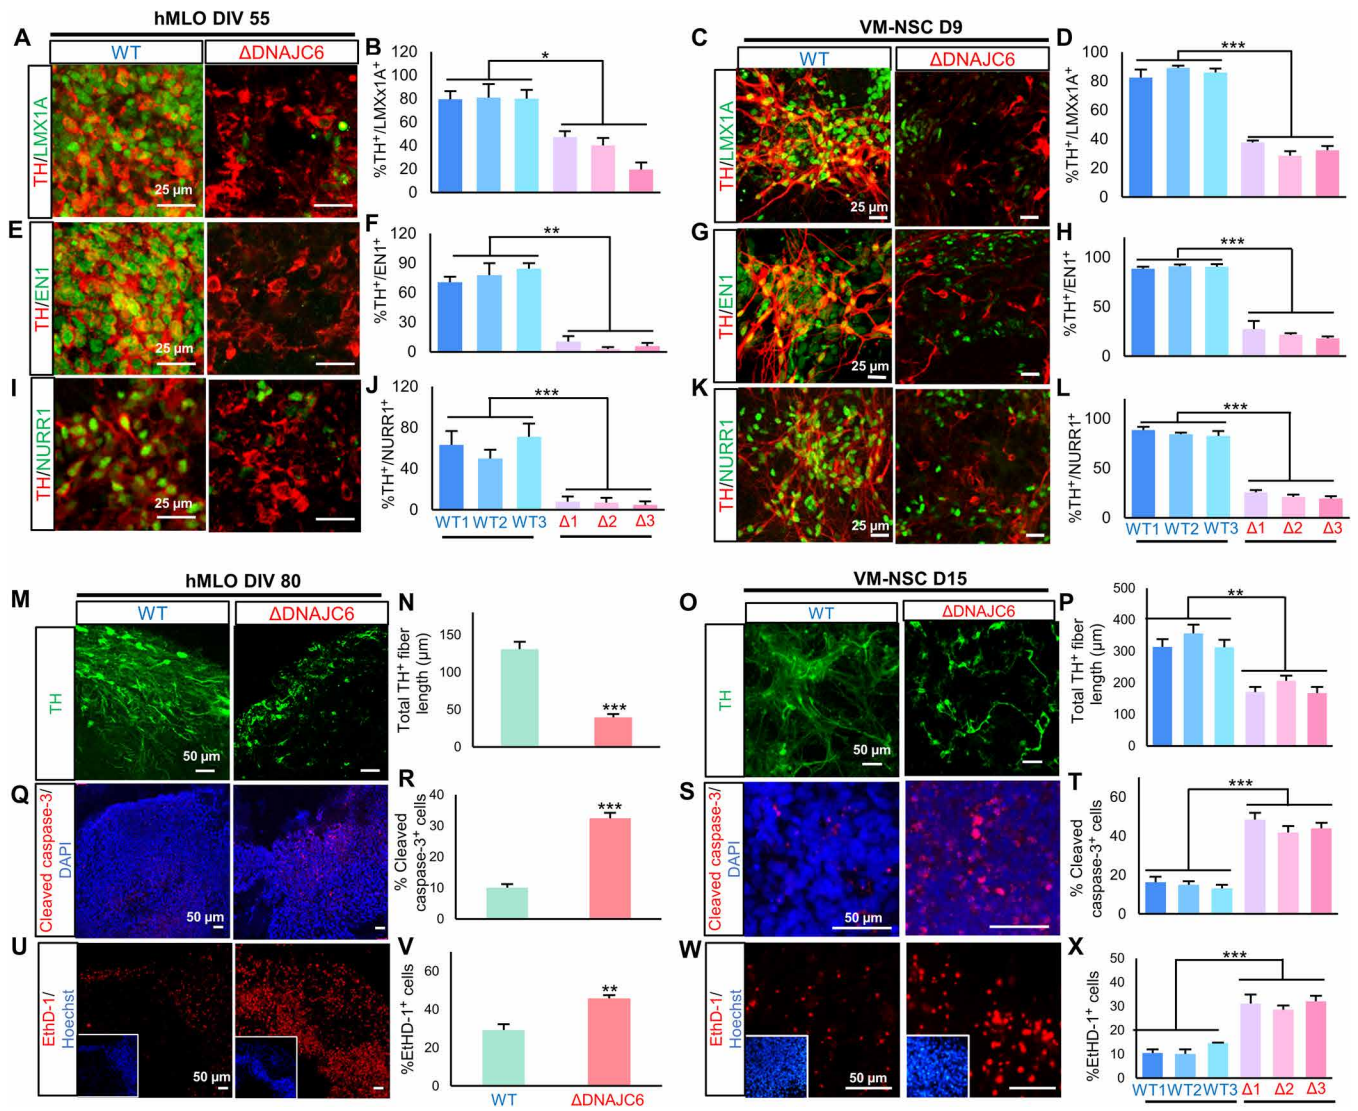 hMLO DIV 55
A
WT
ΔDNAJC6
TH/LMX1A
25 µm
B
%TH⁺/LMXx1A⁺
120
100
80
60
40
20
0
*
VM-NSC D9
C
WT
ΔDNAJC6
TH/LMX1A
25 µm
D
%TH⁺/LMXx1A⁺
100
80
60
40
20
0
***
E
TH/EN1
25 µm
F
%TH⁺/EN1⁺
120
90
60
30
0
**
G
TH/EN1
25 µm
H
%TH⁺/EN1⁺
100
50
0
***
I
TH/NURR1
25 µm
J
%TH⁺/NURR1⁺
120
80
40
0
***
WT1 WT2 WT3 Δ1 Δ2 Δ3
K
TH/NURR1
25 µm
L
%TH⁺/NURR1⁺
100
50
0
***
WT1 WT2 WT3 Δ1 Δ2 Δ3
hMLO DIV 80
M
WT
ΔDNAJC6
TH
50 µm
N
Total TH⁺ fiber
length (µm)
150
100
50
0
***
VM-NSC D15
O
WT
ΔDNAJC6
TH
50 µm
P
Total TH⁺ fiber
length (µm)
500
400
300
200
100
0
**
Q
Cleaved caspase-3/
DAPI
50 µm
R
% Cleaved
caspase-3⁺ cells
40
30
20
10
0
***
S
Cleaved caspase-3/
DAPI
50 µm
T
% Cleaved
caspase-3⁺ cells
60
40
20
0
***
U
EthD-1/
Hoechst
50 µm
V
%EtHD-1⁺ cells
60
40
20
0
**
WT
ΔDNAJC6
W
EthD-1/
Hoechst
50 µm
X
%EtHD-1⁺ cells
50
40
30
20
10
0
***
WT1 WT2 WT3 Δ1 Δ2 Δ3